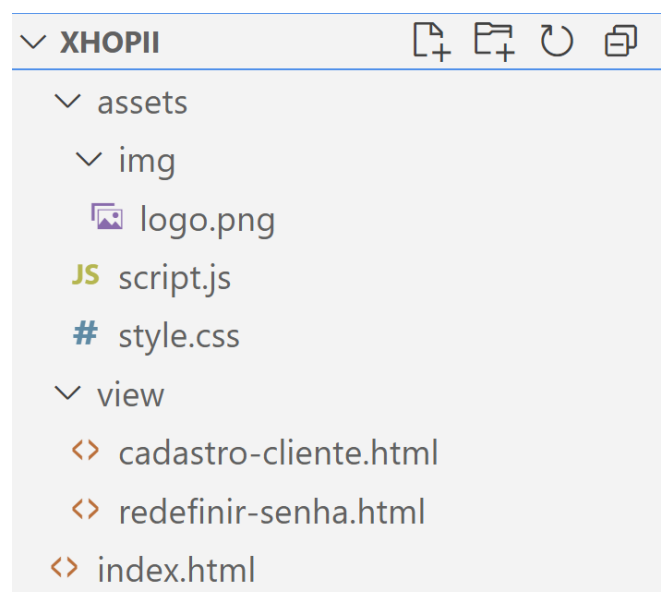 XHOPII
assets
img
logo.png
JS script.js
# style.css
view
<> cadastro-cliente.html
<> redefinir-senha.html
<> index.html